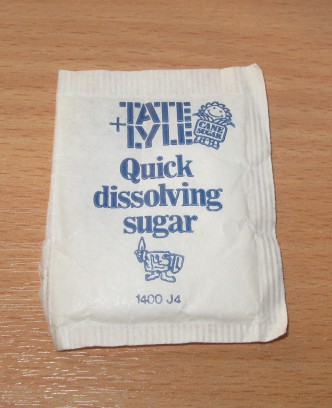 TATE
+LYLE
CANE
SUGAR
Quick
dissolving
sugar
1400 J4